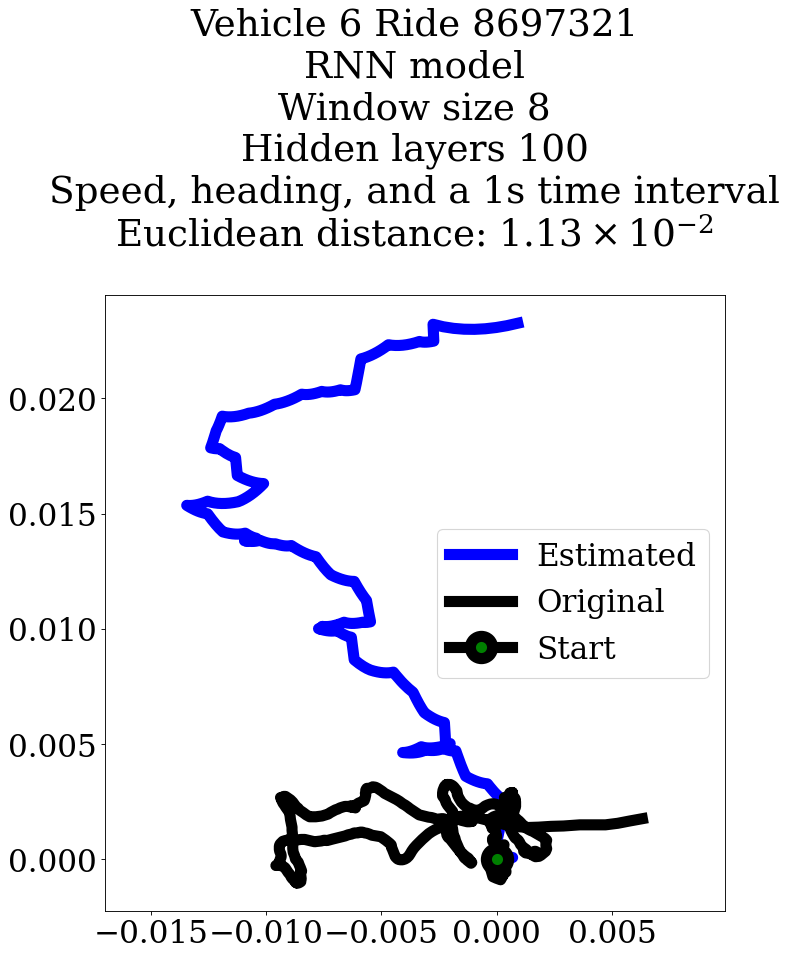 Vehicle 6 Ride 8697321
RNN model
Window size 8
Hidden layers 100
Speed, heading, and a 1s time interval
Euclidean distance: 1.13 × 10⁻²
0.020
0.015
0.010
0.005
0.000
Estimated
Original
Start
−0.015 −0.010 −0.005 0.000 0.005